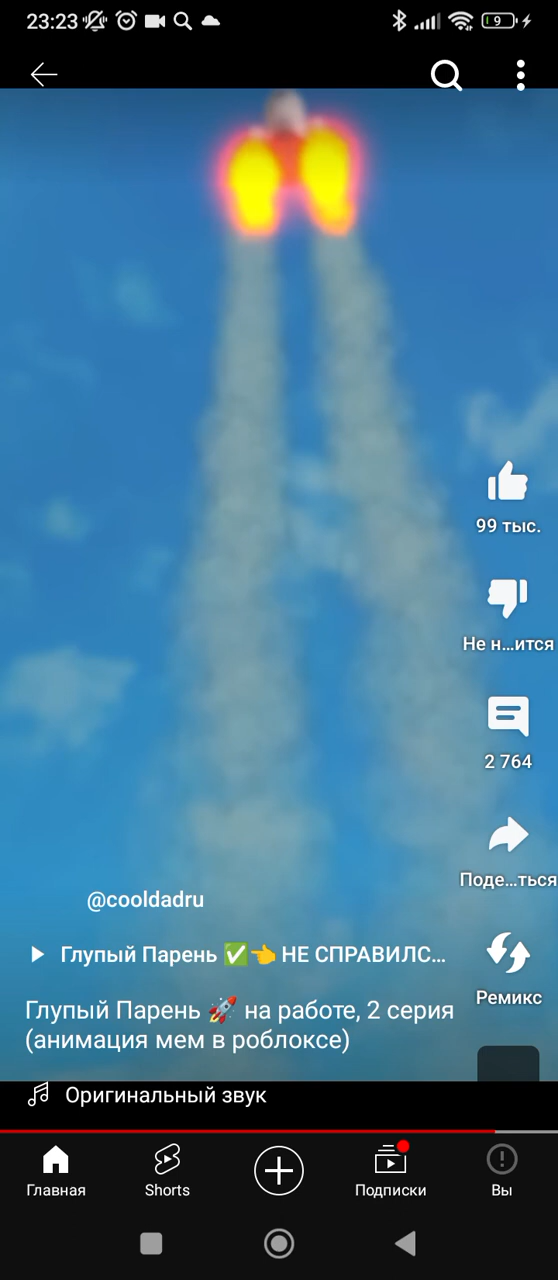 23:23
9
99 тыс.
Не н...ится
2 764
Поде...ться
@cooldadru
Глупый Парень ✅👈 НЕ СПРАВИЛС...
Ремикс
Глупый Парень 🚀 на работе, 2 серия
(анимация мем в роблоксе)
Оригинальный звук
Главная
Shorts
Подписки
Вы